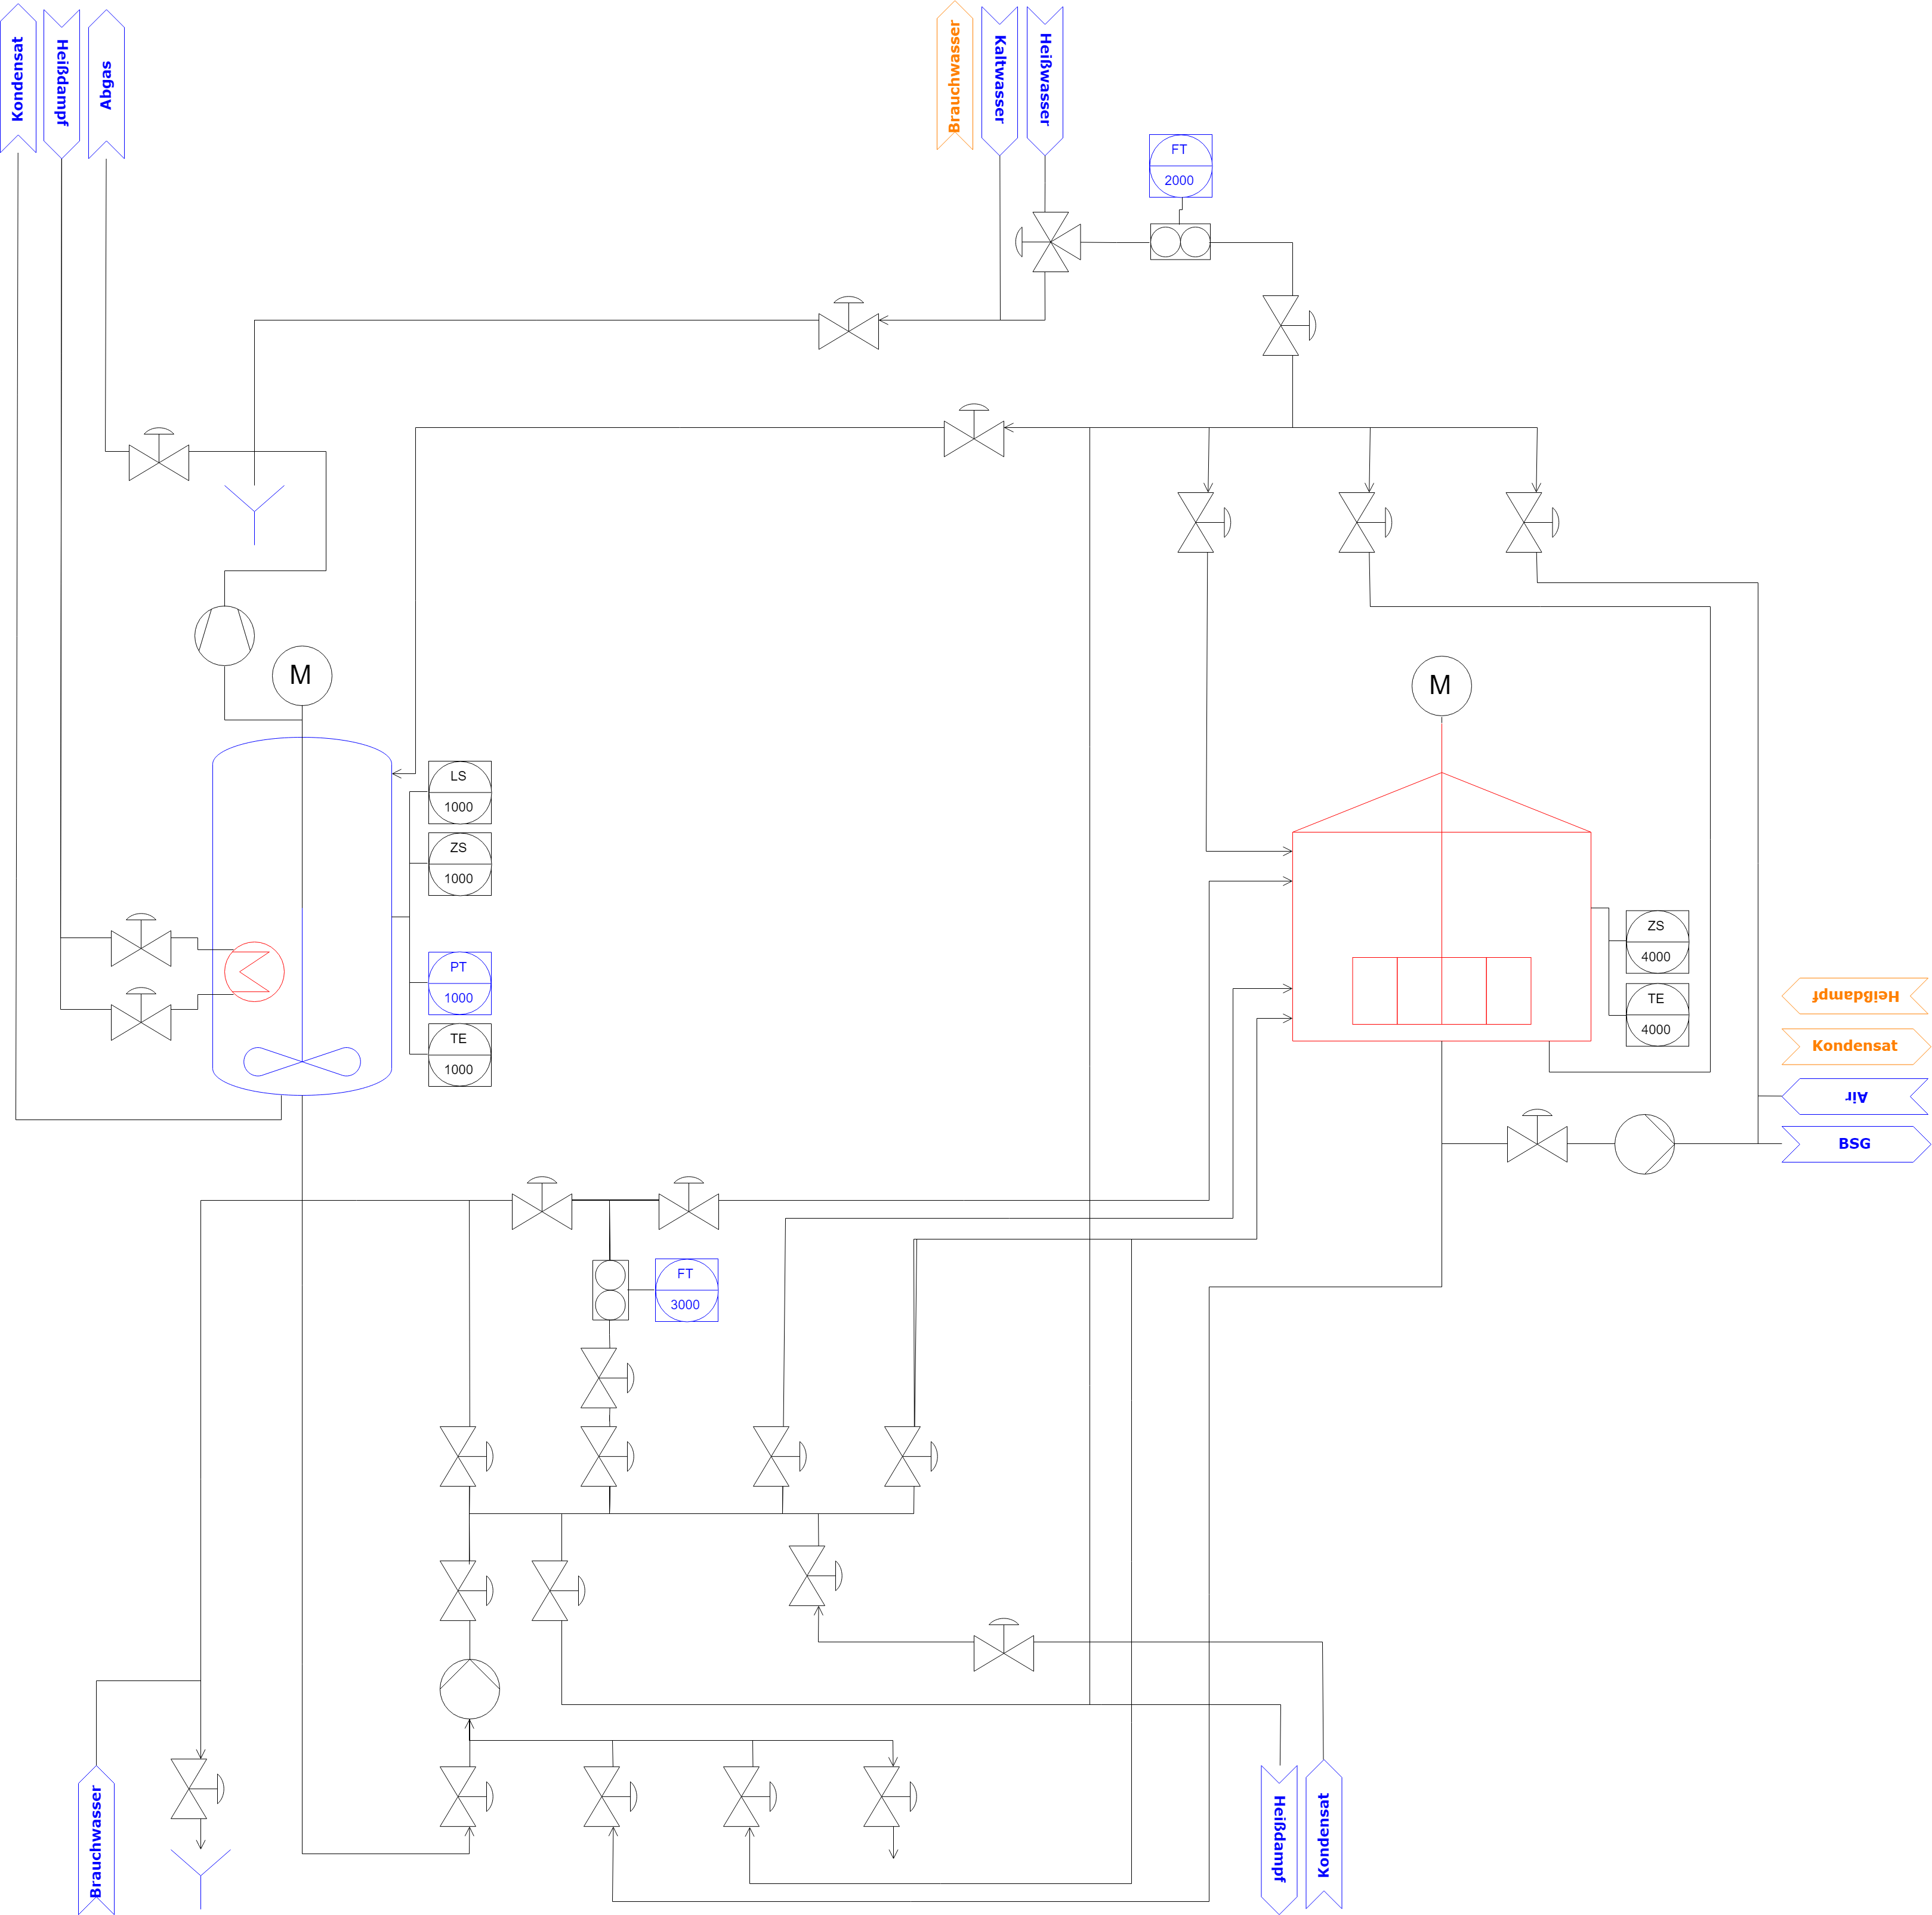 Kondensat
Heißdampf
Abgas
Brauchwasser
Kaltwasser
Heißwasser
FT
2000
M
M
LS
1000
ZS
1000
PT
1000
TE
1000
ZS
4000
TE
4000
Heißdampf
Kondensat
Air
BSG
FT
3000
Brauchwasser
Heißdampf
Kondensat